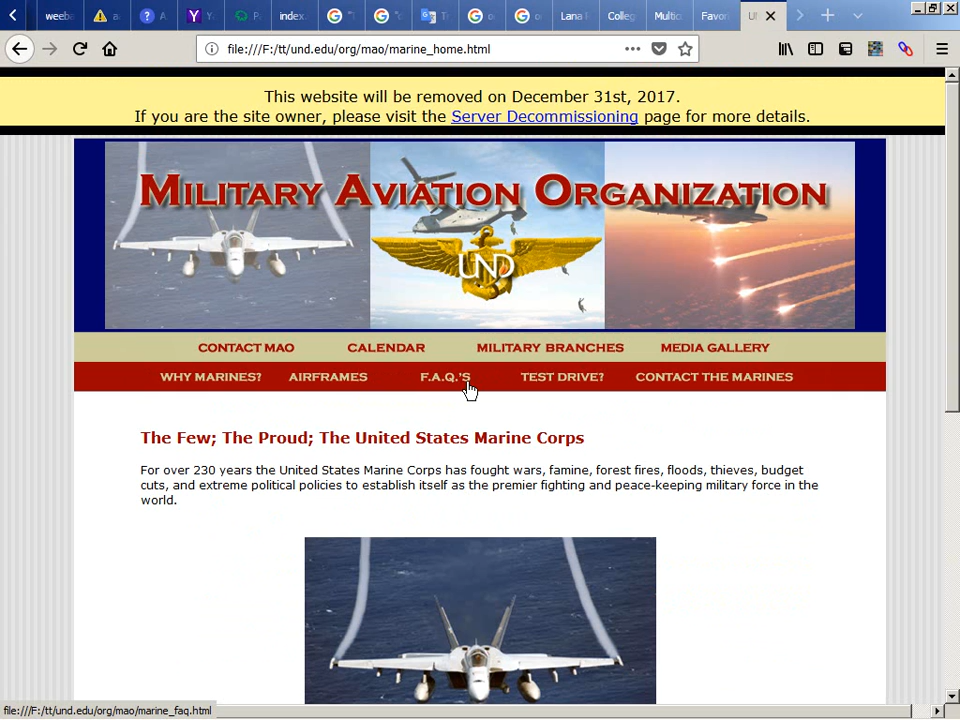 weeb
a
A
Y
P
index.
"T
"c
T
c
c
Lana
Colleg
Multic
Favor
file:///F:/tt/und.edu/org/mao/marine_home.html
This website will be removed on December 31st, 2017.
If you are the site owner, please visit the Server Decommissioning page for more details.
Military Aviation Organization
UND
CONTACT MAO CALENDAR MILITARY BRANCHES MEDIA GALLERY
WHY MARINES? AIRFRAMES F.A.Q.'S TEST DRIVE? CONTACT THE MARINES
The Few; The Proud; The United States Marine Corps
For over 230 years the United States Marine Corps has fought wars, famine, forest fires, floods, thieves, budget
cuts, and extreme political policies to establish itself as the premier fighting and peace-keeping military force in the
world.
file:///F:/tt/und.edu/org/mao/marine_faq.html